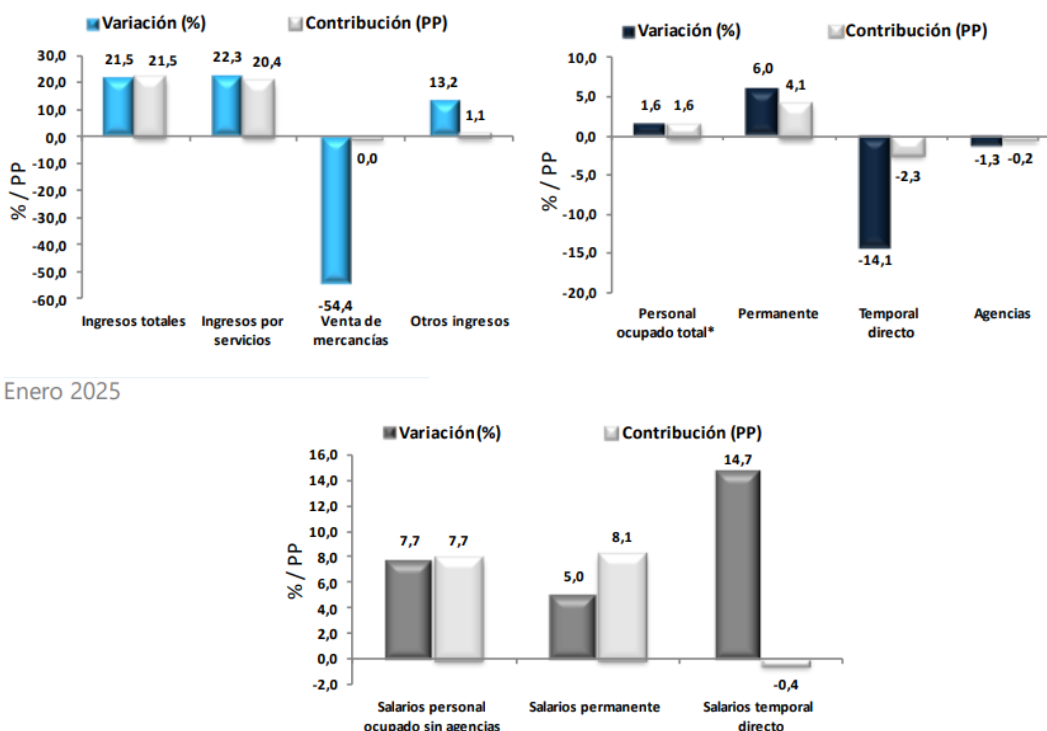 Variación (%) Contribución (PP)
30,0
20,0
10,0
0,0
-10,0
-20,0
-30,0
-40,0
-50,0
-60,0
% / PP
21,5 21,5
22,3 20,4
-54,4
0,0
13,2
1,1
Ingresos totales
Ingresos por
servicios
Venta de
mercancías
Otros ingresos
Variación (%) Contribución (PP)
10,0
5,0
0,0
-5,0
-10,0
-15,0
-20,0
% / PP
1,6 1,6
6,0
4,1
-14,1
-2,3
-1,3 -0,2
Personal
ocupado total*
Permanente
Temporal
directo
Agencias
Enero 2025
Variación (%) Contribución (PP)
16,0
14,0
12,0
10,0
8,0
6,0
4,0
2,0
0,0
-2,0
% / PP
7,7 7,7
5,0
8,1
14,7
-0,4
Salarios personal
ocupado sin agencias
Salarios permanente
Salarios temporal
directo